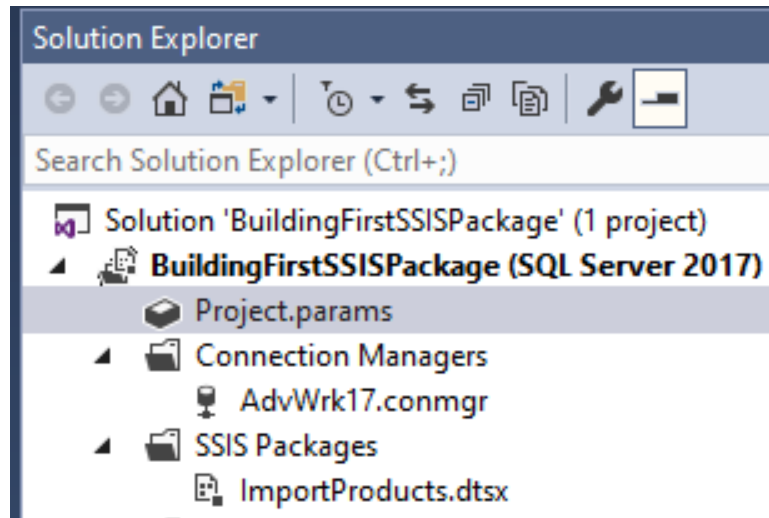 Solution Explorer
Search Solution Explorer (Ctrl+;)
Solution 'BuildingFirstSSISPackage' (1 project)
BuildingFirstSSISPackage (SQL Server 2017)
Project.params
Connection Managers
AdvWrk17.conmgr
SSIS Packages
ImportProducts.dtsx